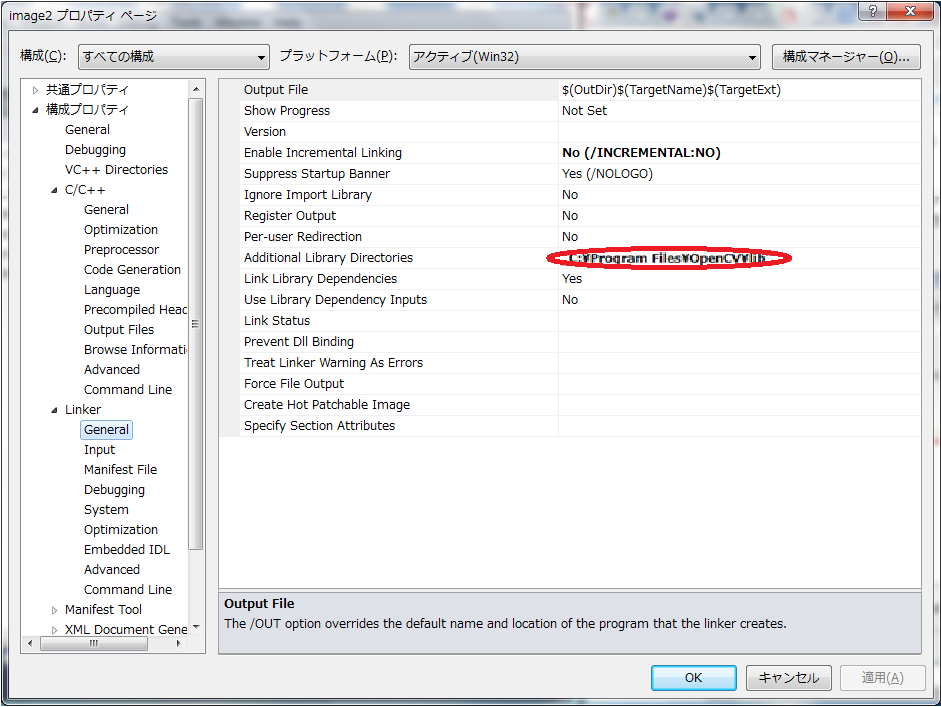 image2 プロパティ ページ
構成(C): すべての構成 プラットフォーム(P): アクティブ(Win32) 構成マネージャー(O)...
共通プロパティ
構成プロパティ
General
Debugging
VC++ Directories
C/C++
General
Optimization
Preprocessor
Code Generation
Language
Precompiled Head
Output Files
Browse Informati
Advanced
Command Line
Linker
General
Input
Manifest File
Debugging
System
Optimization
Embedded IDL
Advanced
Command Line
Manifest Tool
XML Document Gene
Output File $(OutDir)$(TargetName)$(TargetExt)
Show Progress Not Set
Version
Enable Incremental Linking No (/INCREMENTAL:NO)
Suppress Startup Banner Yes (/NOLOGO)
Ignore Import Library No
Register Output No
Per-user Redirection No
Additional Library Directories C:¥Program Files¥OpenCV¥lib
Link Library Dependencies Yes
Use Library Dependency Inputs No
Link Status
Prevent Dll Binding
Treat Linker Warning As Errors
Force File Output
Create Hot Patchable Image
Specify Section Attributes
Output File
The /OUT option overrides the default name and location of the program that the linker creates.
OK キャンセル 適用(A)